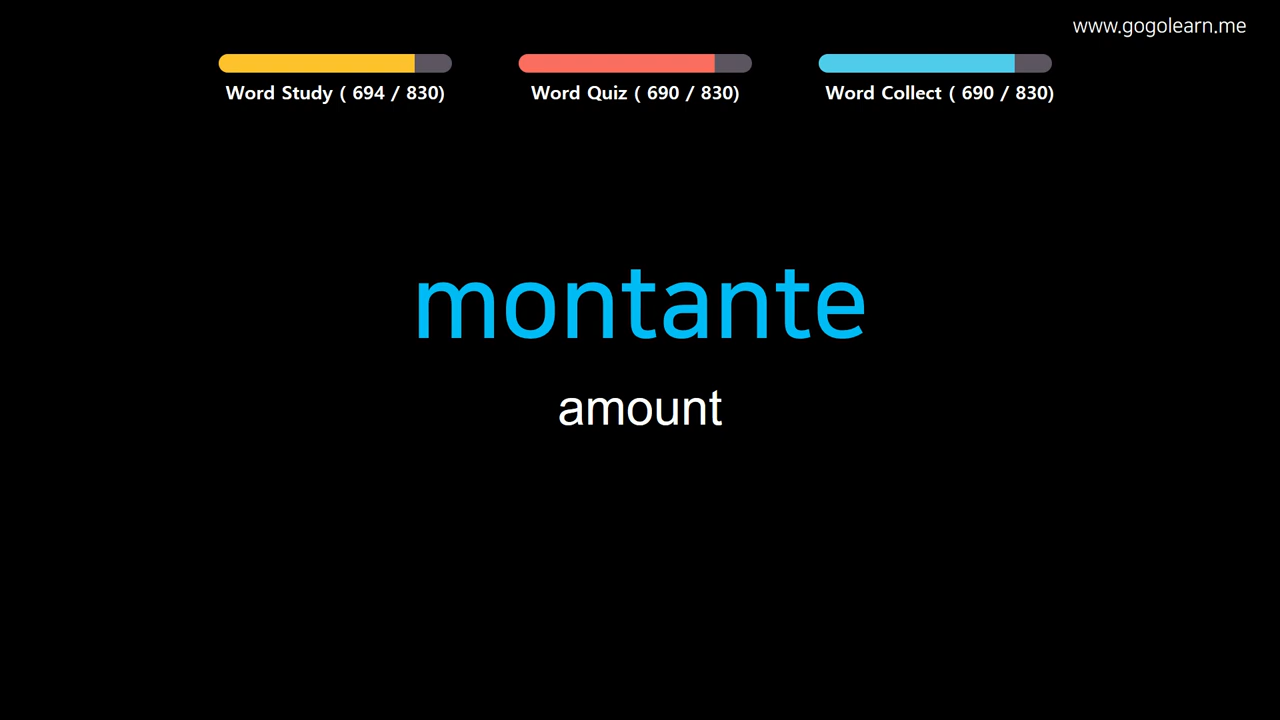 www.gogolearn.me
Word Study ( 694 / 830)
Word Quiz ( 690 / 830)
Word Collect ( 690 / 830)
montante
amount